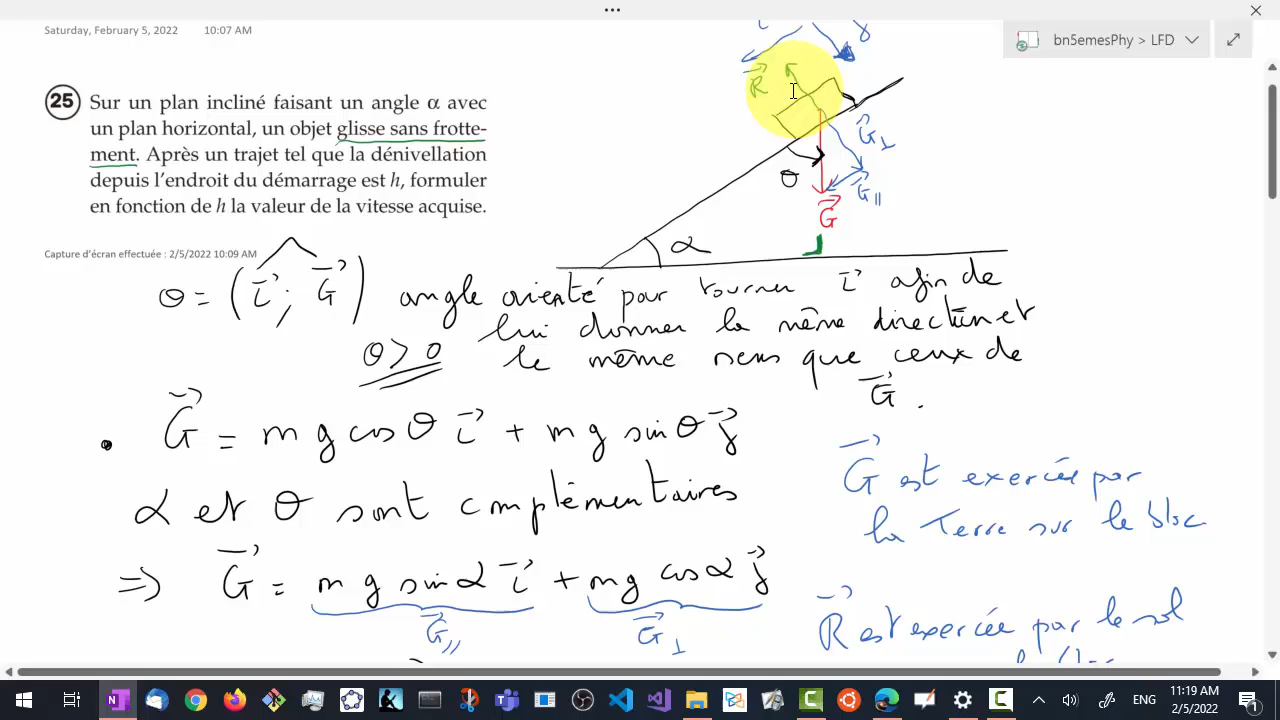 Saturday, February 5, 2022 10:07 AM
bn5emesPhy > LFD
25 Sur un plan incliné faisant un angle α avec
un plan horizontal, un objet glisse sans frotte-
ment. Après un trajet tel que la dénivellation
depuis l'endroit du démarrage est h, formuler
en fonction de h la valeur de la vitesse acquise.
R⃗
G⃗⊥
θ
G⃗∥
G⃗
α
Capture d'écran effectuée : 2/5/2022 10:09 AM
θ = (i⃗ ; G⃗) angle orienté pour tourner i⃗ afin de
lui donner la même direction et
θ > 0 le même sens que ceux de
G⃗ .
• G⃗ = m g cos θ i⃗ + m g sin θ j⃗
G⃗ est exercée par
α et θ sont complémentaires
la Terre sur le bloc
=> G⃗ = m g sin α i⃗ + m g cos α j⃗
G⃗// G⃗⊥
R⃗ est exercée par le sol
ENG
11:19 AM
2/5/2022
1